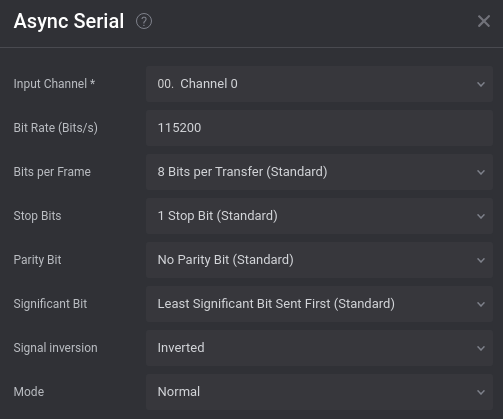 Async Serial ?
Input Channel * 00. Channel 0
Bit Rate (Bits/s) 115200
Bits per Frame 8 Bits per Transfer (Standard)
Stop Bits 1 Stop Bit (Standard)
Parity Bit No Parity Bit (Standard)
Significant Bit Least Significant Bit Sent First (Standard)
Signal inversion Inverted
Mode Normal